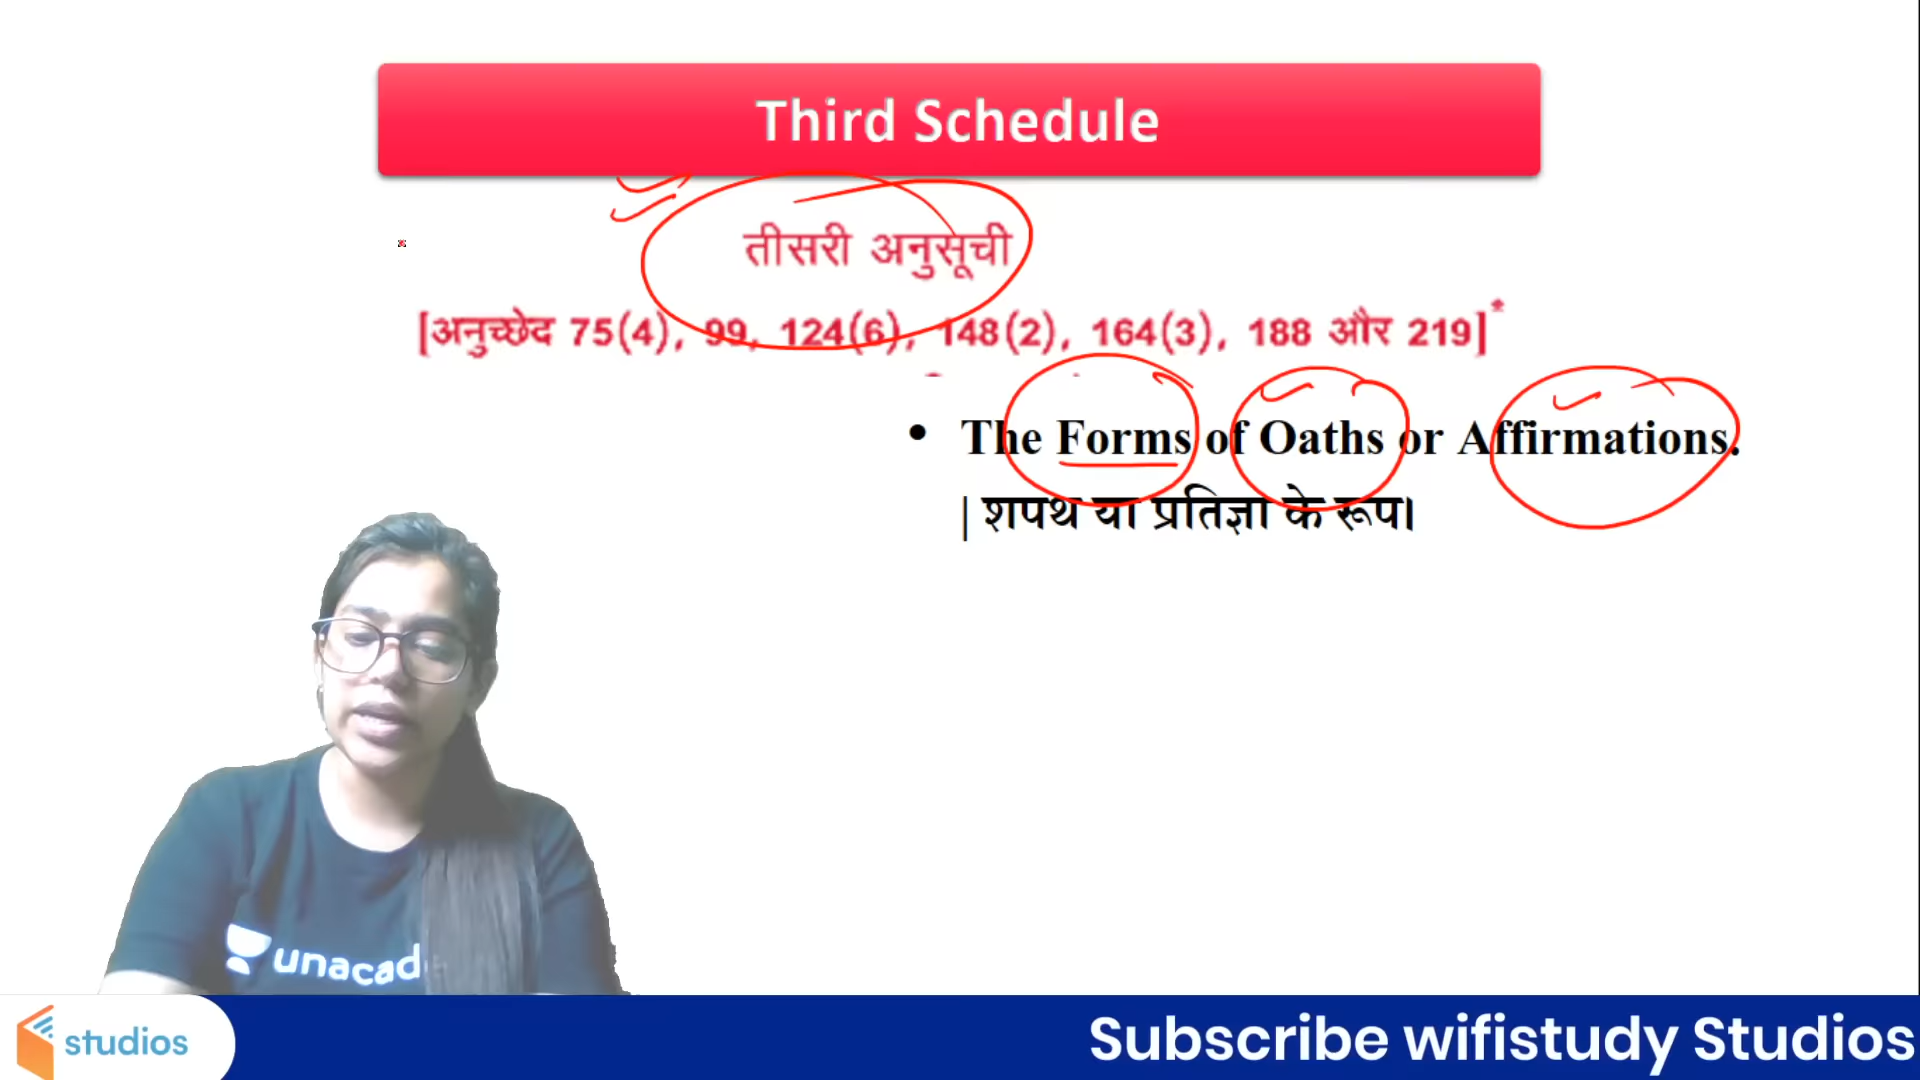 Third Schedule
तीसरी अनुसूची
[अनुच्छेद 75(4), 99, 124(6), 148(2), 164(3), 188 और 219]*
• The Forms of Oaths or Affirmations.
| शपथ या प्रतिज्ञा के रूप।
unacad
studios
Subscribe wifistudy Studios